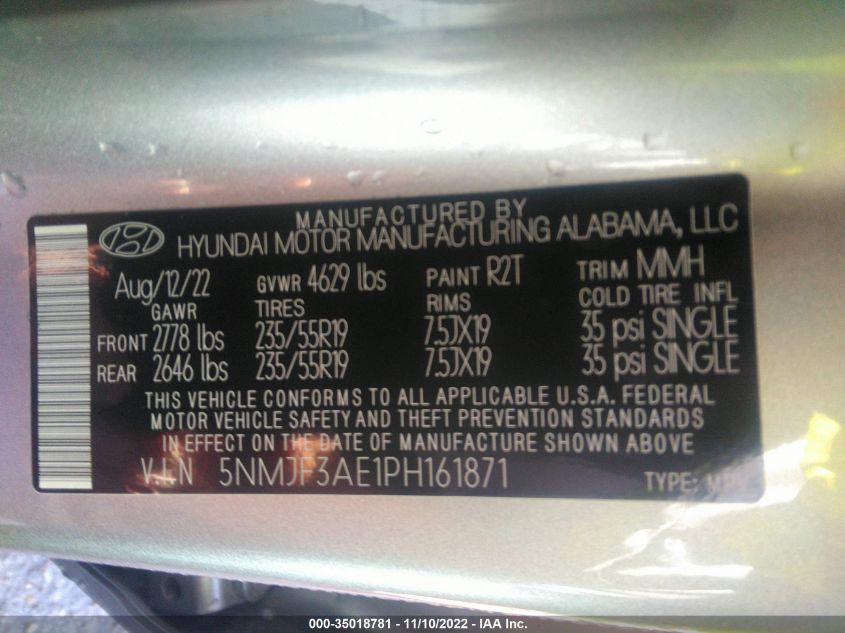 MANUFACTURED BY
HYUNDAI MOTOR MANUFACTURING ALABAMA, LLC
Aug/12/22 GVWR 4629 lbs PAINT R2T TRIM MMH
GAWR TIRES RIMS COLD TIRE INFL
FRONT 2778 lbs 235/55R19 7.5JX19 35 psi SINGLE
REAR 2646 lbs 235/55R19 7.5JX19 35 psi SINGLE
THIS VEHICLE CONFORMS TO ALL APPLICABLE U.S.A. FEDERAL
MOTOR VEHICLE SAFETY AND THEFT PREVENTION STANDARDS
IN EFFECT ON THE DATE OF MANUFACTURE SHOWN ABOVE
V.I.N 5NMJF3AE1PH161871 TYPE:
000-35018781 - 11/10/2022 - IAA Inc.